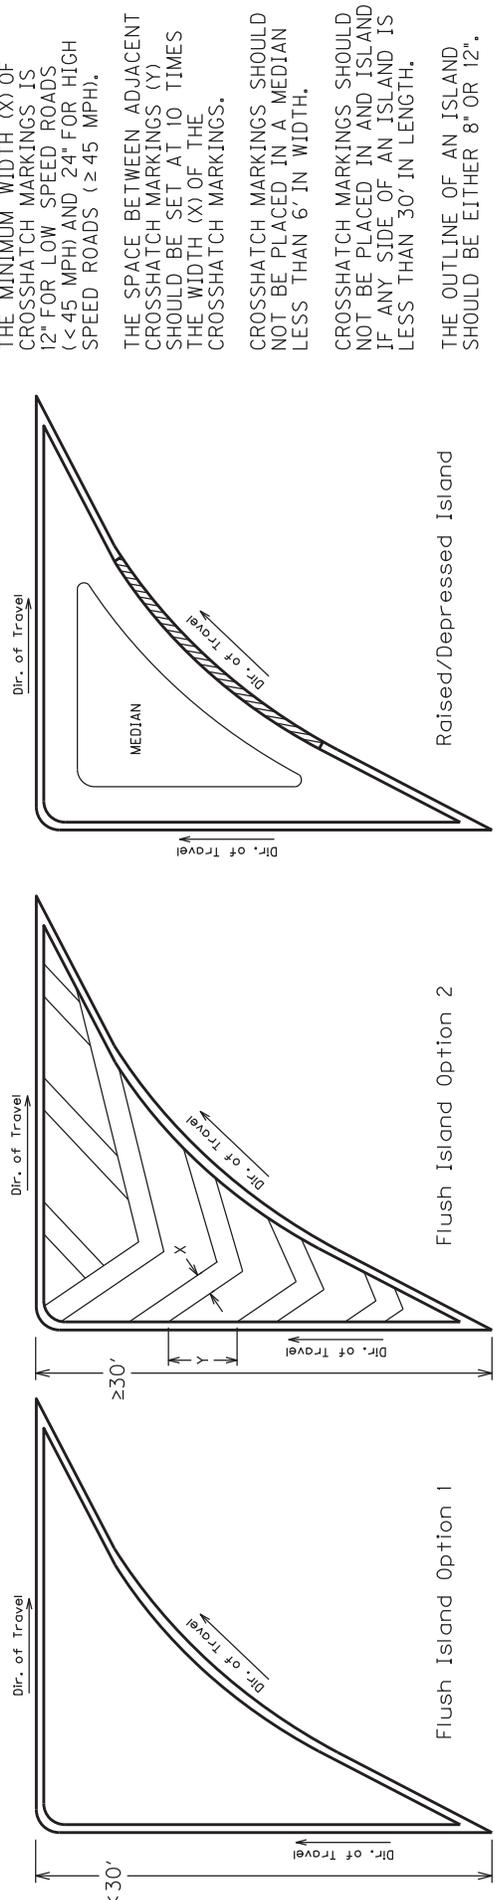 THE MINIMUM WIDTH (X) OF
CROSSHATCH MARKINGS IS
12" FOR LOW SPEED ROADS
(<45 MPH) AND 24" FOR HIGH
SPEED ROADS (≥45 MPH).
THE SPACE BETWEEN ADJACENT
CROSSHATCH MARKINGS (Y)
SHOULD BE SET AT 10 TIMES
THE WIDTH (X) OF THE
CROSSHATCH MARKINGS.
CROSSHATCH MARKINGS SHOULD
NOT BE PLACED IN A MEDIAN
LESS THAN 6' IN WIDTH.
CROSSHATCH MARKINGS SHOULD
NOT BE PLACED IN AND ISLAND
IF ANY SIDE OF AN ISLAND IS
LESS THAN 30' IN LENGTH.
THE OUTLINE OF AN ISLAND
SHOULD BE EITHER 8" OR 12".
Dir. of Travel
MEDIAN
Dir. of Travel
Dir. of Travel
Raised/Depressed Island
Dir. of Travel
X
Y
≥30'
Dir. of Travel
Dir. of Travel
Flush Island Option 2
Dir. of Travel
<30'
Dir. of Travel
Dir. of Travel
Flush Island Option 1